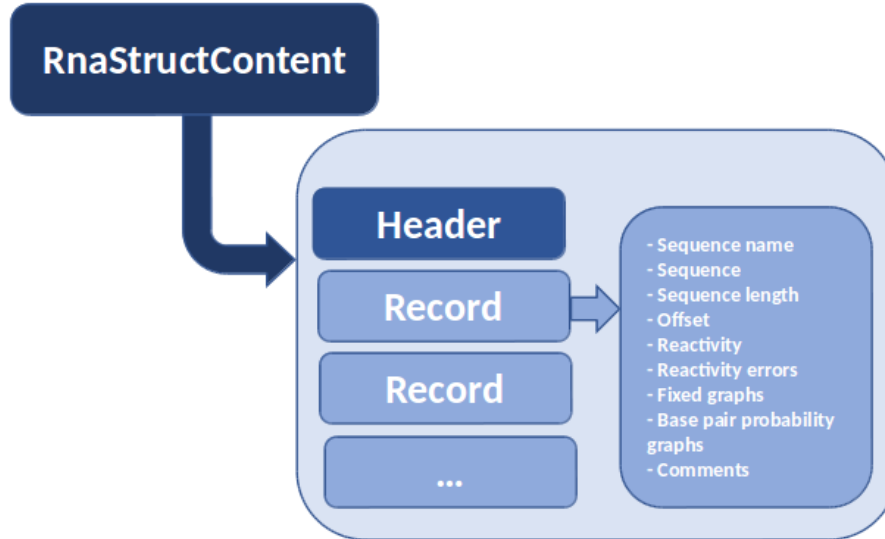 RnaStructContent
Header
Record
Record
...
- Sequence name
- Sequence
- Sequence length
- Offset
- Reactivity
- Reactivity errors
- Fixed graphs
- Base pair probability
graphs
- Comments